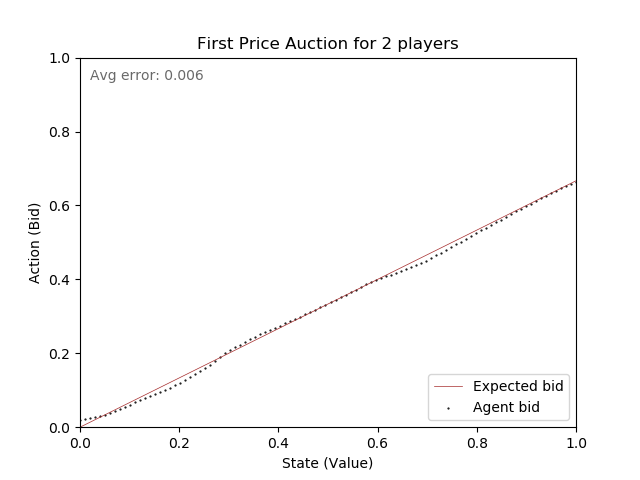 First Price Auction for 2 players
Avg error: 0.006
1.0
0.8
0.6
0.4
0.2
0.0
Action (Bid)
Expected bid
Agent bid
0.0 0.2 0.4 0.6 0.8 1.0
State (Value)